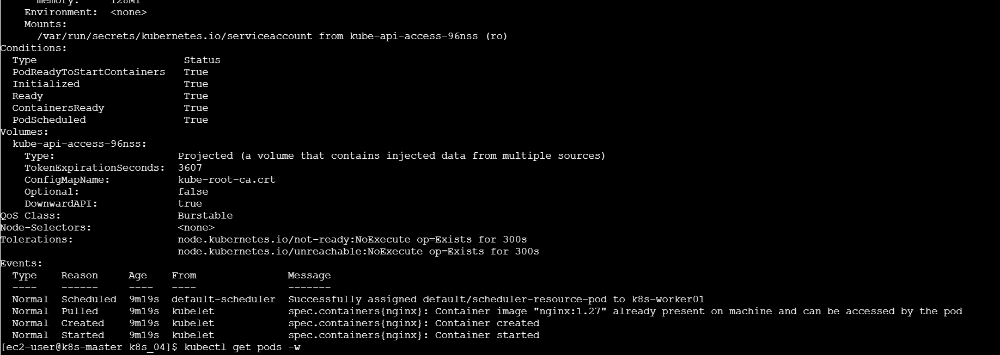 memory: 128Mi
Environment: <none>
Mounts:
/var/run/secrets/kubernetes.io/serviceaccount from kube-api-access-96nss (ro)
Conditions:
Type Status
PodReadyToStartContainers True
Initialized True
Ready True
ContainersReady True
PodScheduled True
Volumes:
kube-api-access-96nss:
Type: Projected (a volume that contains injected data from multiple sources)
TokenExpirationSeconds: 3607
ConfigMapName: kube-root-ca.crt
Optional: false
DownwardAPI: true
QoS Class: Burstable
Node-Selectors: <none>
Tolerations: node.kubernetes.io/not-ready:NoExecute op=Exists for 300s
node.kubernetes.io/unreachable:NoExecute op=Exists for 300s
Events:
Type Reason Age From Message
---- ------ ---- ---- -------
Normal Scheduled 9m19s default-scheduler Successfully assigned default/scheduler-resource-pod to k8s-worker01
Normal Pulled 9m19s kubelet spec.containers{nginx}: Container image "nginx:1.27" already present on machine and can be accessed by the pod
Normal Created 9m19s kubelet spec.containers{nginx}: Container created
Normal Started 9m19s kubelet spec.containers{nginx}: Container started
[ec2-user@k8s-master k8s_04]$ kubectl get pods -w